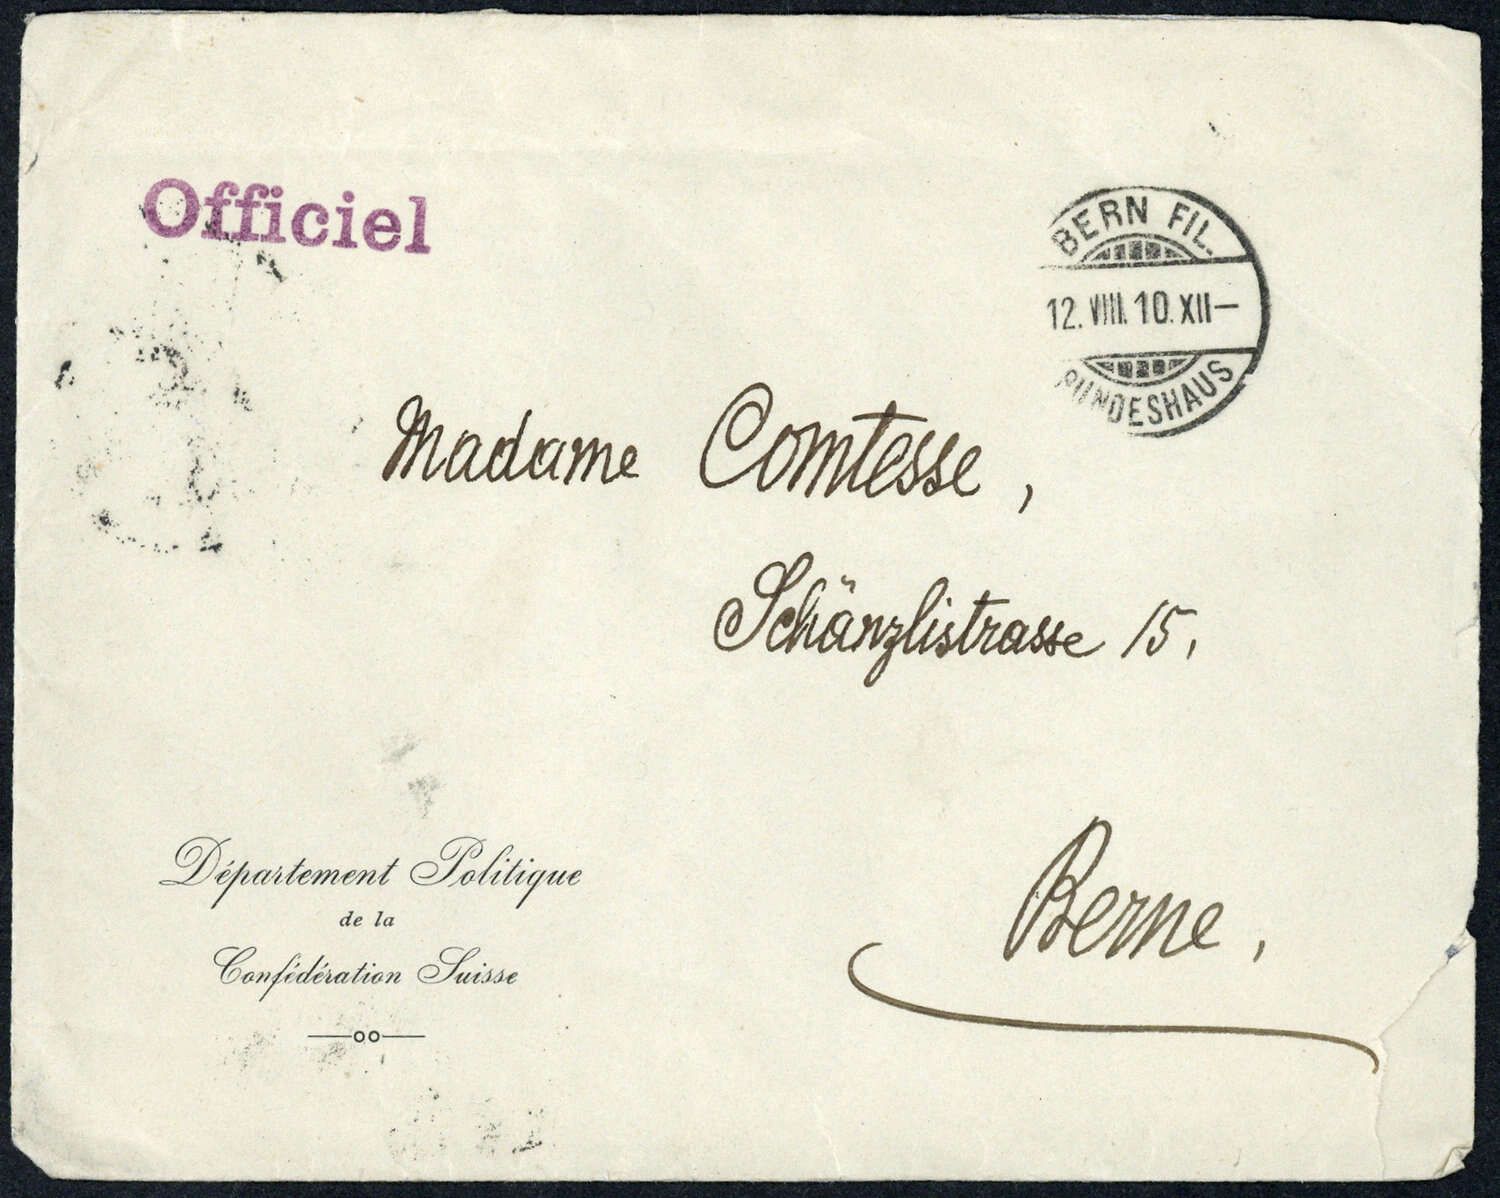 Officiel
BERN FIL.
12. VIII. 10. XII—
BUNDESHAUS
Madame Comtesse,
Schänzlistrasse 15.
Berne,
Département Politique
de la
Confédération Suisse